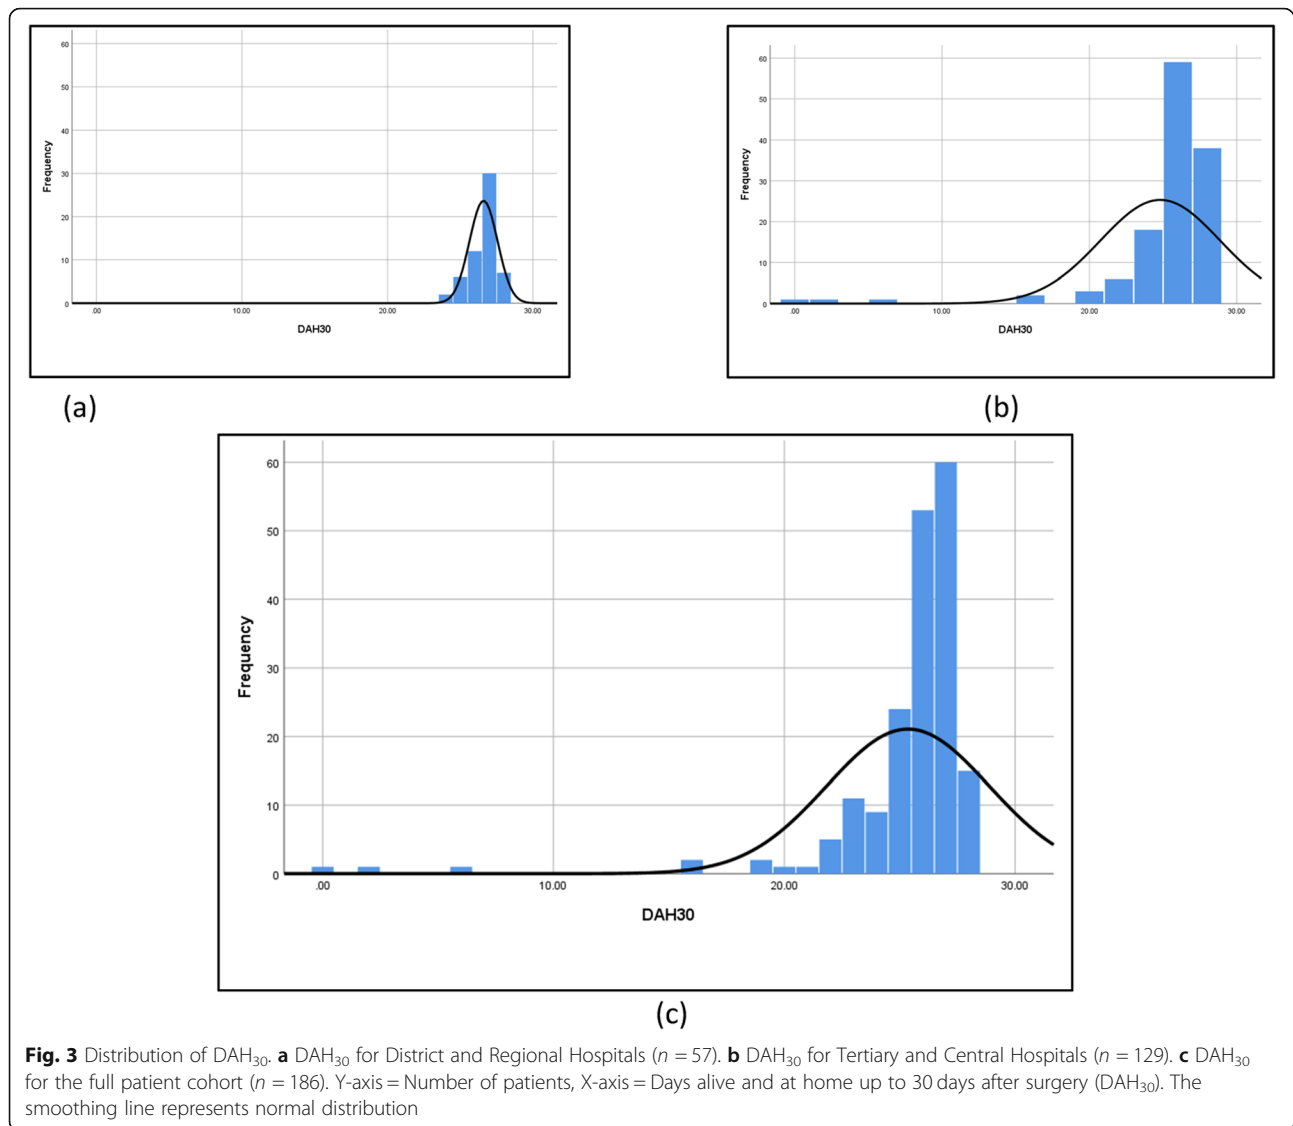 60
50
40
30
20
10
0
Frequency
.00 10.00 20.00 30.00
DAH30
(a)
60
50
40
30
20
10
0
Frequency
.00 10.00 20.00 30.00
DAH30
(b)
60
50
40
30
20
10
0
Frequency
.00 10.00 20.00 30.00
DAH30
(c)
Fig. 3 Distribution of DAH30. a DAH30 for District and Regional Hospitals (n = 57). b DAH30 for Tertiary and Central Hospitals (n = 129). c DAH30
for the full patient cohort (n = 186). Y-axis = Number of patients, X-axis = Days alive and at home up to 30 days after surgery (DAH30). The
smoothing line represents normal distribution